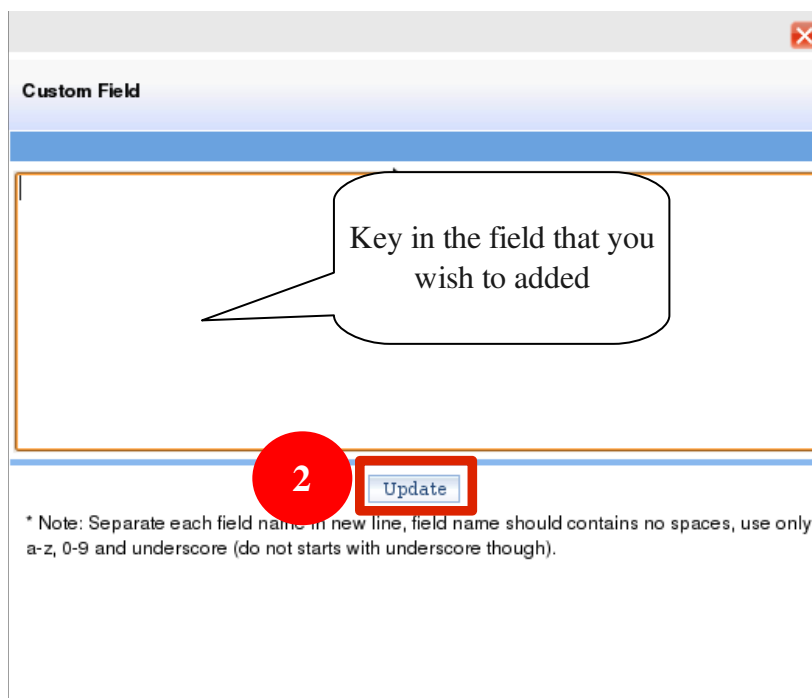 Custom Field
Key in the field that you
wish to added
2
Update
* Note: Separate each field name in new line, field name should contains no spaces, use only
a-z, 0-9 and underscore (do not starts with underscore though).